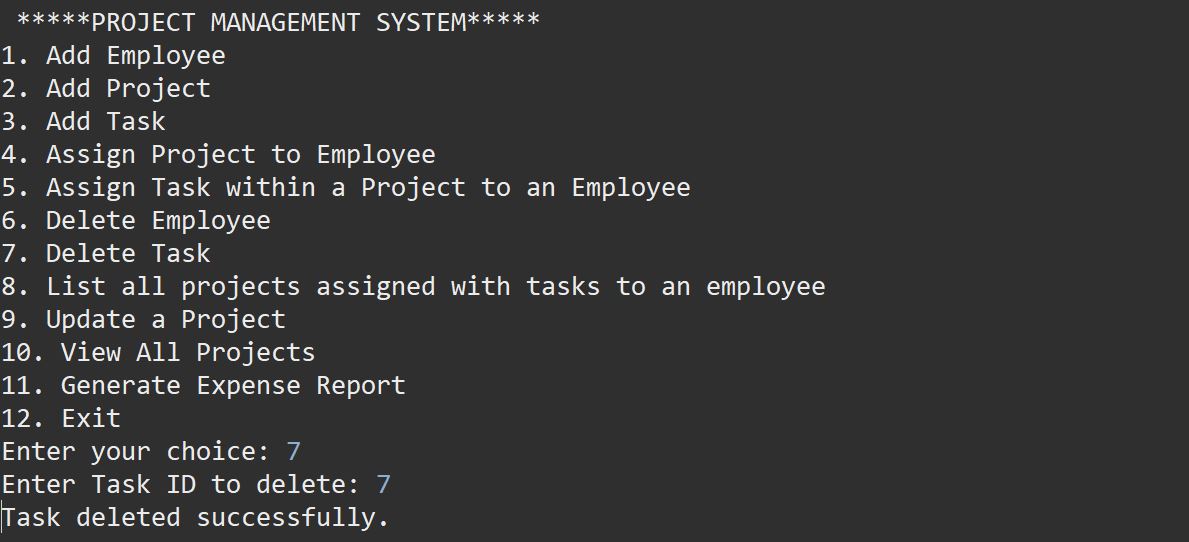 *****PROJECT MANAGEMENT SYSTEM*****
1. Add Employee
2. Add Project
3. Add Task
4. Assign Project to Employee
5. Assign Task within a Project to an Employee
6. Delete Employee
7. Delete Task
8. List all projects assigned with tasks to an employee
9. Update a Project
10. View All Projects
11. Generate Expense Report
12. Exit
Enter your choice: 7
Enter Task ID to delete: 7
Task deleted successfully.